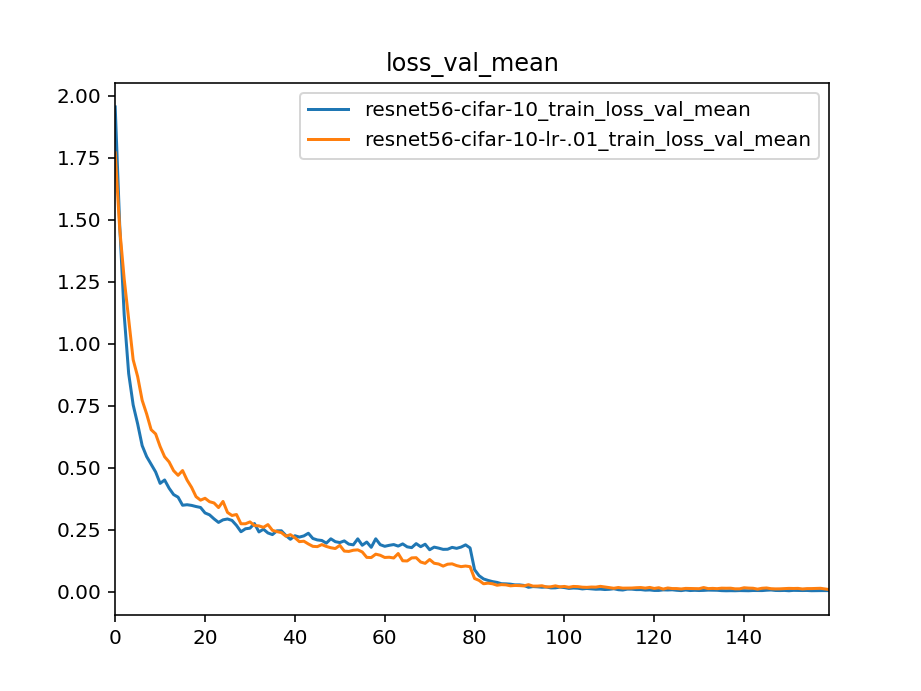 loss_val_mean
resnet56-cifar-10_train_loss_val_mean
resnet56-cifar-10-lr-.01_train_loss_val_mean
2.00
1.75
1.50
1.25
1.00
0.75
0.50
0.25
0.00
0 20 40 60 80 100 120 140